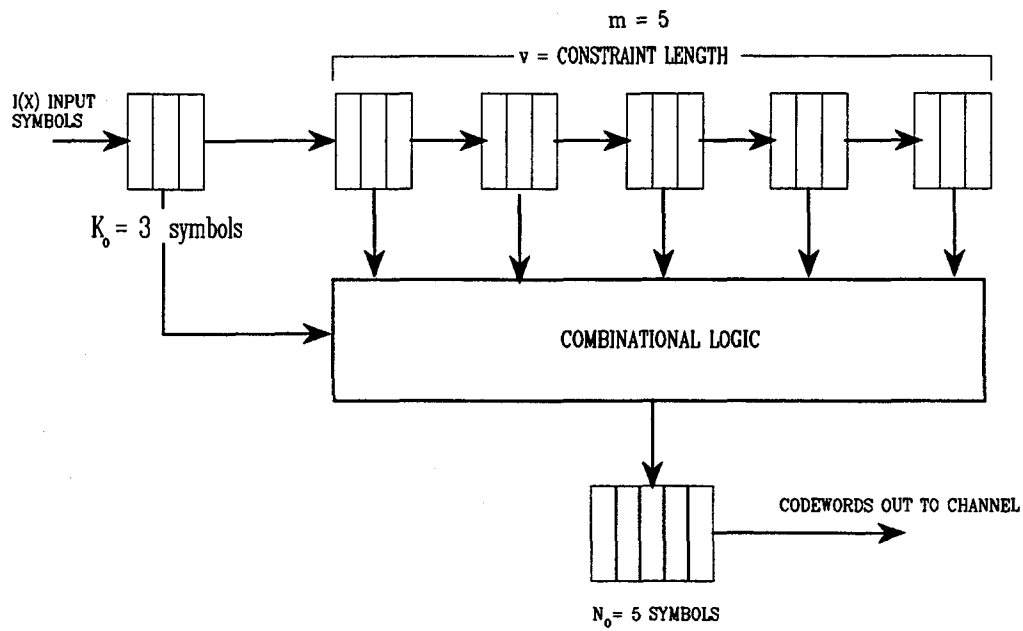 m = 5
v = CONSTRAINT LENGTH
I(X) INPUT
SYMBOLS
K₀ = 3 symbols
COMBINATIONAL LOGIC
CODEWORDS OUT TO CHANNEL
N₀ = 5 SYMBOLS